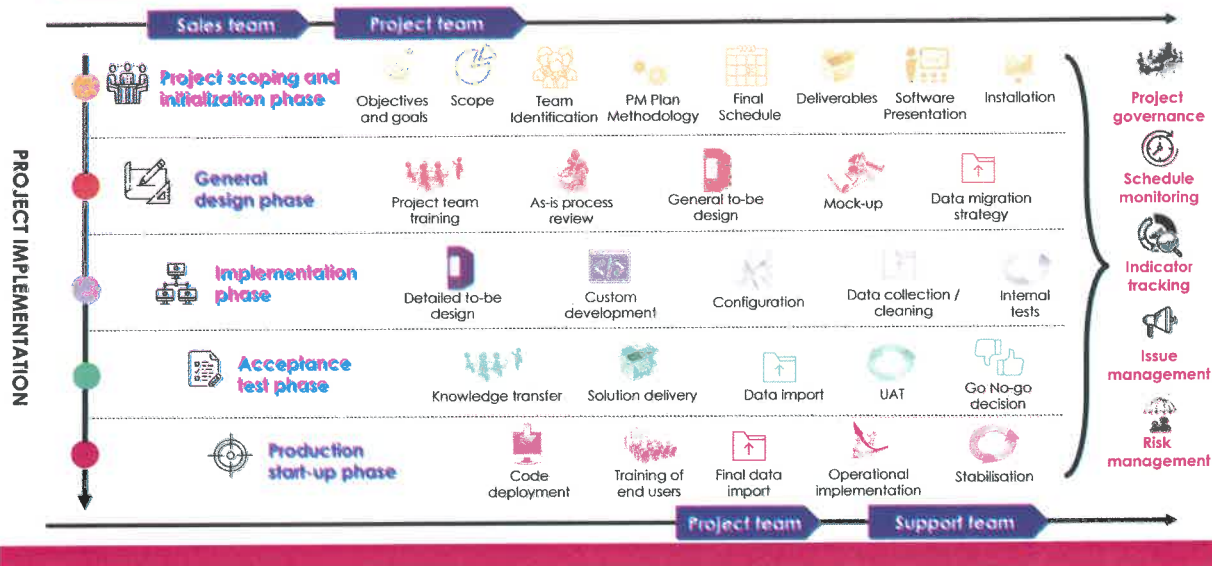 Sales team
Project team
PROJECT IMPLEMENTATION
Project scoping and
initialization phase
Objectives
and goals
Scope
Team
Identification
PM Plan
Methodology
Final
Schedule
Deliverables
Software
Presentation
Installation
General
design phase
Project team
training
As-is process
review
General to-be
design
Mock-up
Data migration
strategy
Implementation
phase
Detailed to-be
design
Custom
development
Configuration
Data collection /
cleaning
Internal
tests
Acceptance
test phase
Knowledge transfer
Solution delivery
Data import
UAT
Go No-go
decision
Production
start-up phase
Code
deployment
Training of
end users
Final data
import
Operational
implementation
Stabilisation
Project
governance
Schedule
monitoring
Indicator
tracking
Issue
management
Risk
management
Project team
Support team